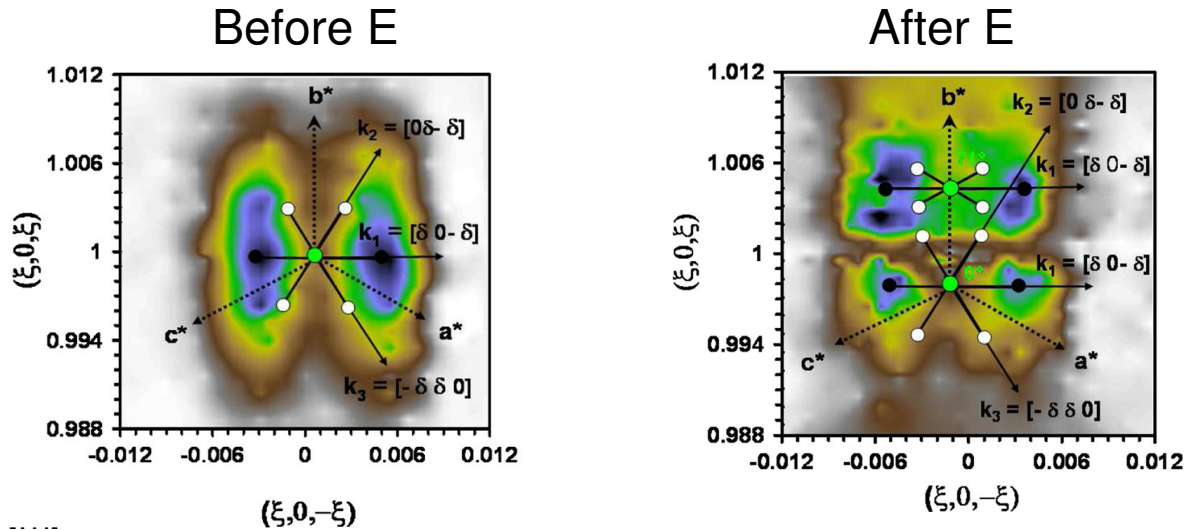 Before E
After E
1.012
1.006
1
0.994
0.988
-0.012
-0.006
0
0.006
0.012
(ξ,0,ξ)
(ξ,0,−ξ)
b*
k2 = [0δ- δ]
k1 = [δ 0- δ]
c*
a*
k3 = [- δ δ 0]
1.012
1.006
1
0.994
0.988
-0.012
-0.006
0
0.006
0.012
(ξ,0,ξ)
(ξ,0,−ξ)
b*
k2 = [0 δ- δ]
71°
k1 = [δ 0- δ]
0°
k1 = [δ 0- δ]
c*
a*
k3 = [- δ δ 0]